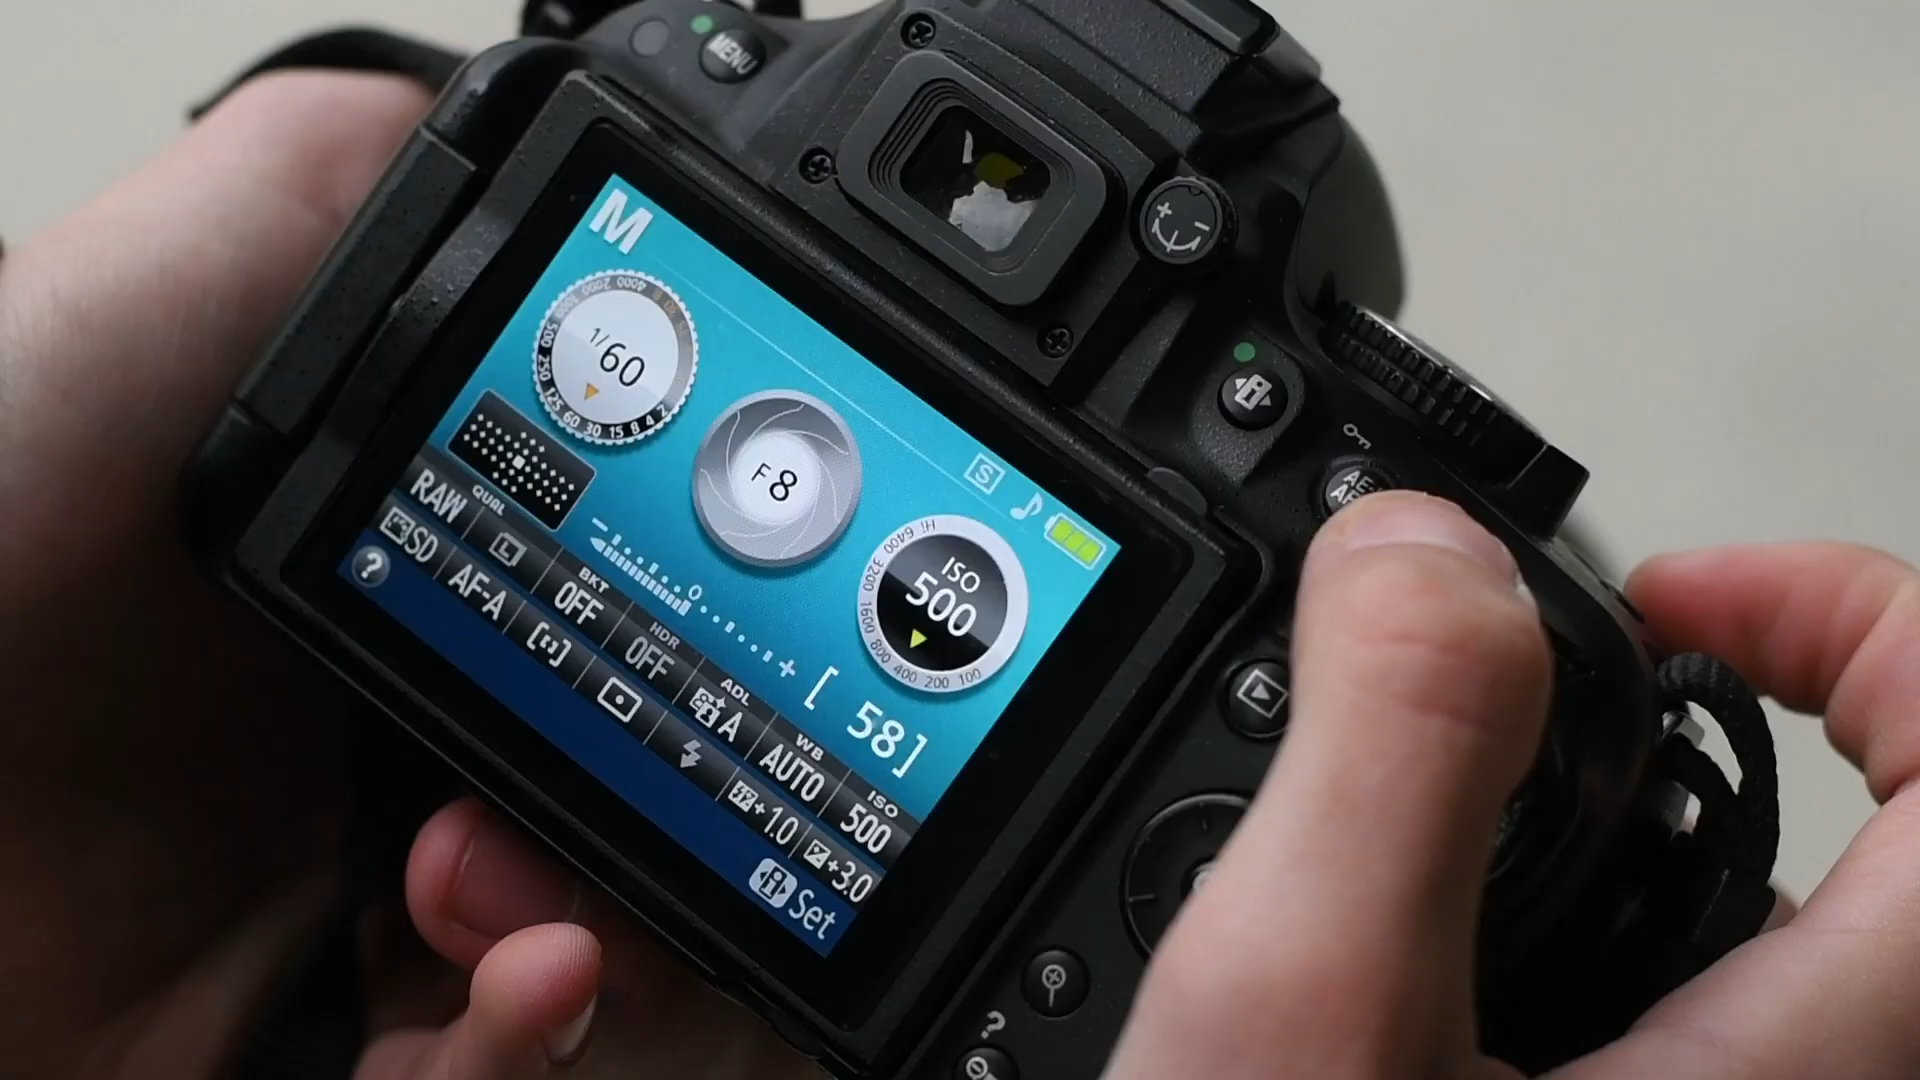 MENU
M
1/60
4000 2000 1000 500 250 125 60 30 15 8 4 2
F8
S
ISO
500
HI 6400 3200 1600 800 400 200 100
- 0 +
[ 58]
RAW
QUAL
L
BKT
OFF
HDR
OFF
ADL
A
WB
AUTO
ISO
500
SD
AF-A
+1.0
+3.0
?
i Set
i
?